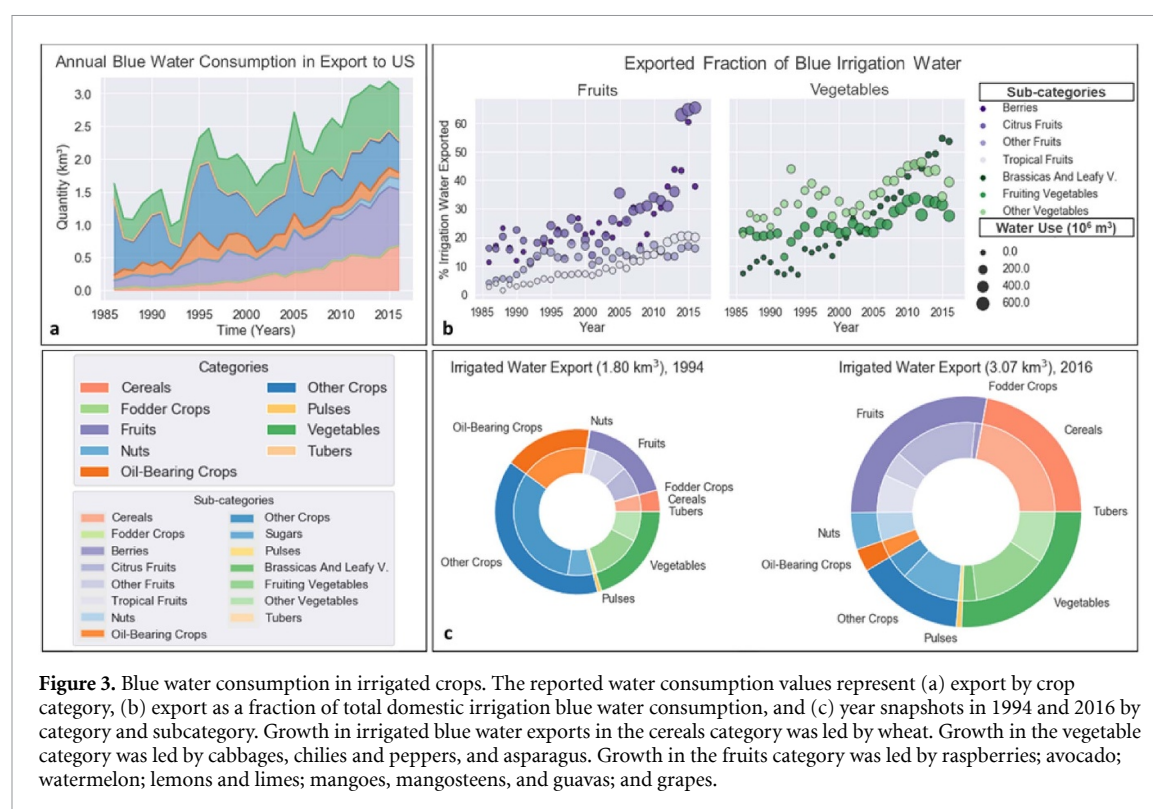 Annual Blue Water Consumption in Export to US
Quantity (km³)
3.0
2.5
2.0
1.5
1.0
0.5
0.0
1985 1990 1995 2000 2005 2010 2015
Time (Years)
a
Exported Fraction of Blue Irrigation Water
Fruits
Vegetables
% Irrigation Water Exported
60
50
40
30
20
10
0
1985 1990 1995 2000 2005 2010 2015
Year
1985 1990 1995 2000 2005 2010 2015
Year
b
Sub-categories
Berries
Citrus Fruits
Other Fruits
Tropical Fruits
Brassicas And Leafy V.
Fruiting Vegetables
Other Vegetables
Water Use (10⁶ m³)
0.0
200.0
400.0
600.0
Categories
Cereals
Fodder Crops
Fruits
Nuts
Oil-Bearing Crops
Other Crops
Pulses
Vegetables
Tubers
Sub-categories
Cereals
Fodder Crops
Berries
Citrus Fruits
Other Fruits
Tropical Fruits
Nuts
Oil-Bearing Crops
Other Crops
Sugars
Pulses
Brassicas And Leafy V.
Fruiting Vegetables
Other Vegetables
Tubers
Irrigated Water Export (1.80 km³), 1994
Nuts
Oil-Bearing Crops
Fruits
Fodder Crops
Cereals
Tubers
Other Crops
Vegetables
Pulses
Irrigated Water Export (3.07 km³), 2016
Fodder Crops
Fruits
Cereals
Tubers
Nuts
Oil-Bearing Crops
Other Crops
Vegetables
Pulses
c
Figure 3. Blue water consumption in irrigated crops. The reported water consumption values represent (a) export by crop
category, (b) export as a fraction of total domestic irrigation blue water consumption, and (c) year snapshots in 1994 and 2016 by
category and subcategory. Growth in irrigated blue water exports in the cereals category was led by wheat. Growth in the vegetable
category was led by cabbages, chilies and peppers, and asparagus. Growth in the fruits category was led by raspberries; avocado;
watermelon; lemons and limes; mangoes, mangosteens, and guavas; and grapes.